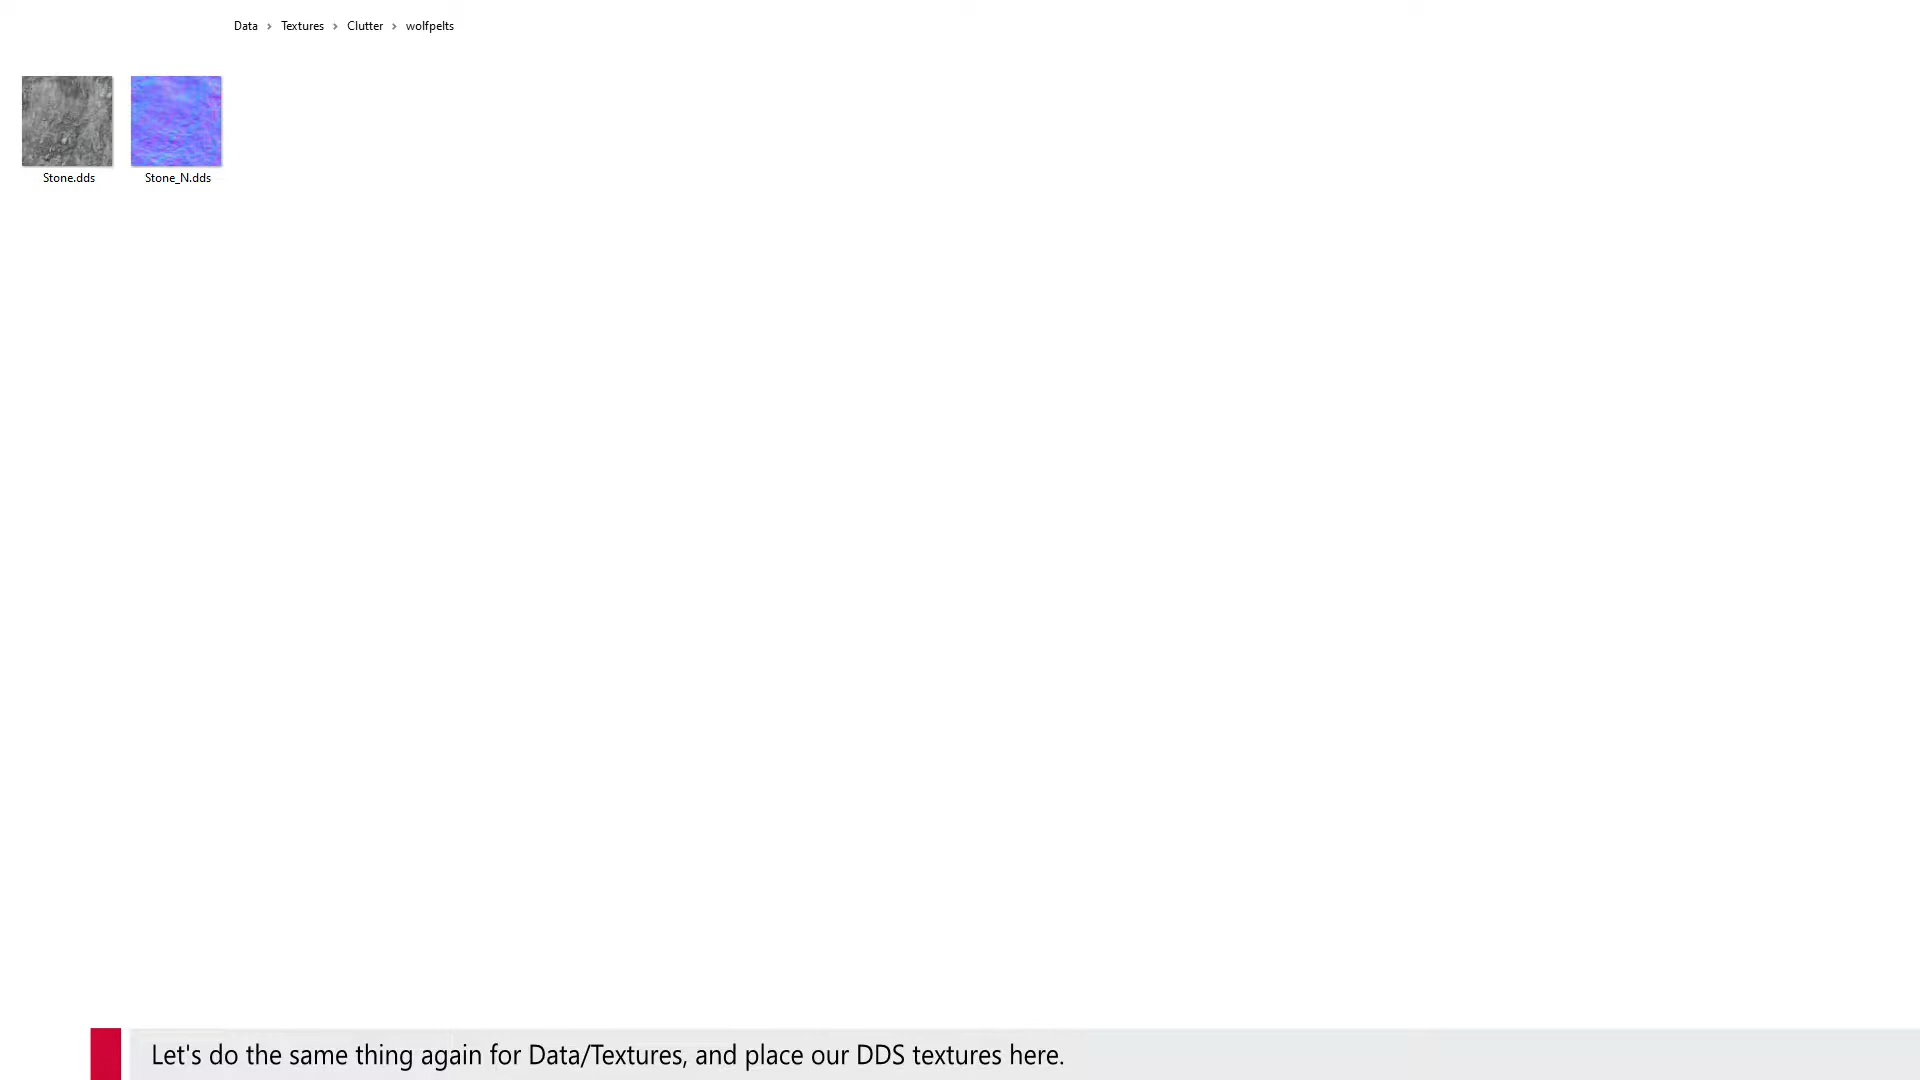 Data › Textures › Clutter › wolfpelts
Stone.dds Stone_N.dds
Let's do the same thing again for Data/Textures, and place our DDS textures here.